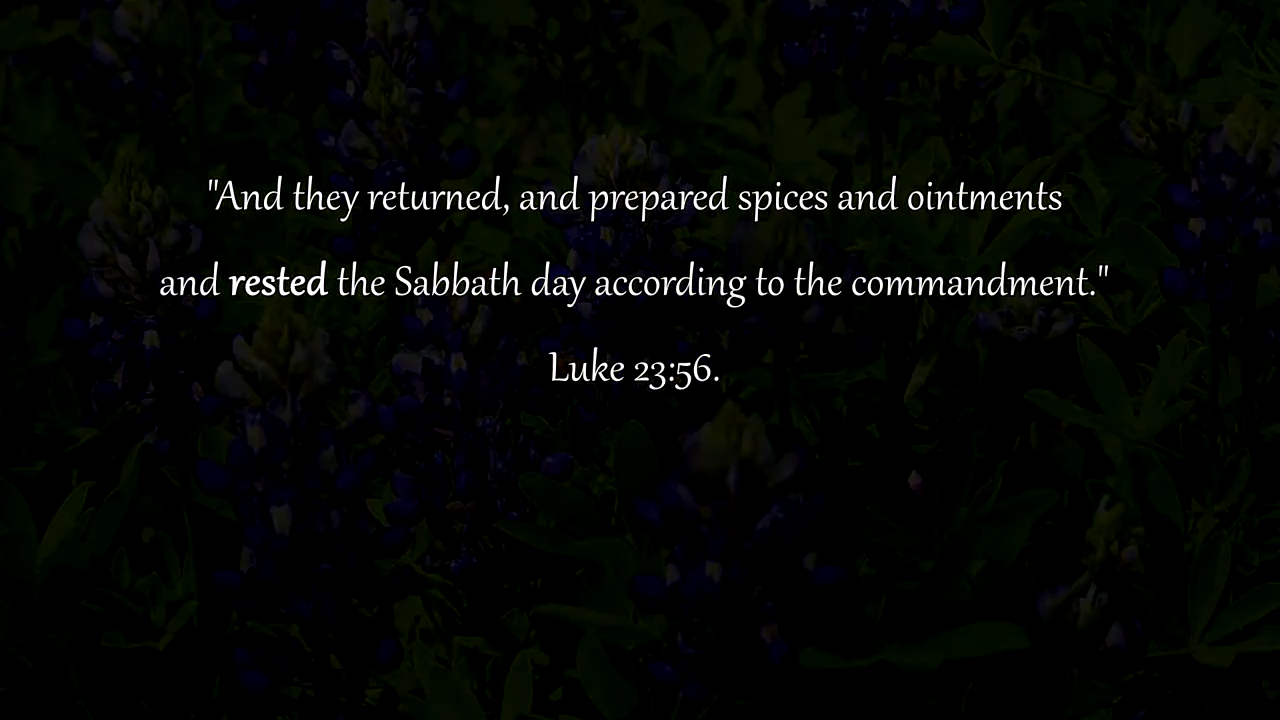 "And they returned, and prepared spices and ointments
and rested the Sabbath day according to the commandment."
Luke 23:56.